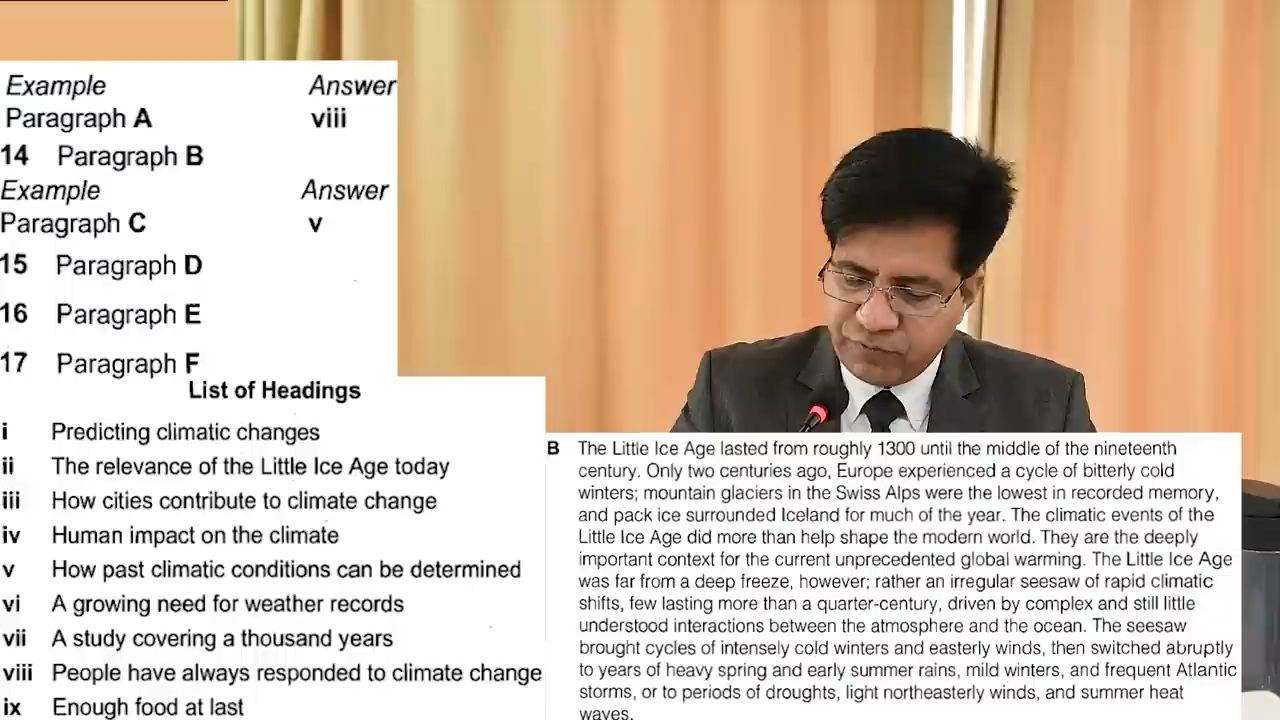 Example Answer
Paragraph A viii
14 Paragraph B
Example Answer
Paragraph C v
15 Paragraph D
16 Paragraph E
17 Paragraph F
List of Headings
i Predicting climatic changes
ii The relevance of the Little Ice Age today
iii How cities contribute to climate change
iv Human impact on the climate
v How past climatic conditions can be determined
vi A growing need for weather records
vii A study covering a thousand years
viii People have always responded to climate change
ix Enough food at last
B The Little Ice Age lasted from roughly 1300 until the middle of the nineteenth
century. Only two centuries ago, Europe experienced a cycle of bitterly cold
winters; mountain glaciers in the Swiss Alps were the lowest in recorded memory,
and pack ice surrounded Iceland for much of the year. The climatic events of the
Little Ice Age did more than help shape the modern world. They are the deeply
important context for the current unprecedented global warming. The Little Ice Age
was far from a deep freeze, however; rather an irregular seesaw of rapid climatic
shifts, few lasting more than a quarter-century, driven by complex and still little
understood interactions between the atmosphere and the ocean. The seesaw
brought cycles of intensely cold winters and easterly winds, then switched abruptly
to years of heavy spring and early summer rains, mild winters, and frequent Atlantic
storms, or to periods of droughts, light northeasterly winds, and summer heat
waves.